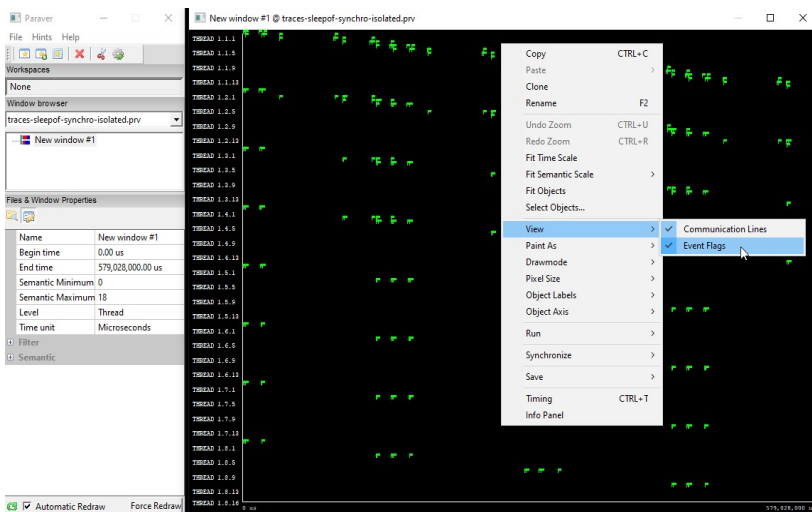 Paraver
File Hints Help
Workspaces
None
Window browser
traces-sleepof-synchro-isolated.prv
New window #1
Files & Window Properties
Name New window #1
Begin time 0.00 us
End time 579,028,000.00 us
Semantic Minimum 0
Semantic Maximum 18
Level Thread
Time unit Microseconds
Filter
Semantic
Automatic Redraw Force Redraw
New window #1 @ traces-sleepof-synchro-isolated.prv
THREAD 1.1.1
THREAD 1.1.5
THREAD 1.1.9
THREAD 1.1.13
THREAD 1.2.1
THREAD 1.2.5
THREAD 1.2.9
THREAD 1.2.13
THREAD 1.3.1
THREAD 1.3.5
THREAD 1.3.9
THREAD 1.3.13
THREAD 1.4.1
THREAD 1.4.5
THREAD 1.4.9
THREAD 1.4.13
THREAD 1.5.1
THREAD 1.5.5
THREAD 1.5.9
THREAD 1.5.13
THREAD 1.6.1
THREAD 1.6.5
THREAD 1.6.9
THREAD 1.6.13
THREAD 1.7.1
THREAD 1.7.5
THREAD 1.7.9
THREAD 1.7.13
THREAD 1.8.1
THREAD 1.8.5
THREAD 1.8.9
THREAD 1.8.13
THREAD 1.8.16
0 us
579,028,000
Copy CTRL+C
Paste
Clone
Rename F2
Undo Zoom CTRL+U
Redo Zoom CTRL+R
Fit Time Scale
Fit Semantic Scale
Fit Objects
Select Objects...
View
Paint As
Drawmode
Pixel Size
Object Labels
Object Axis
Run
Synchronize
Save
Timing CTRL+T
Info Panel
Communication Lines
Event Flags